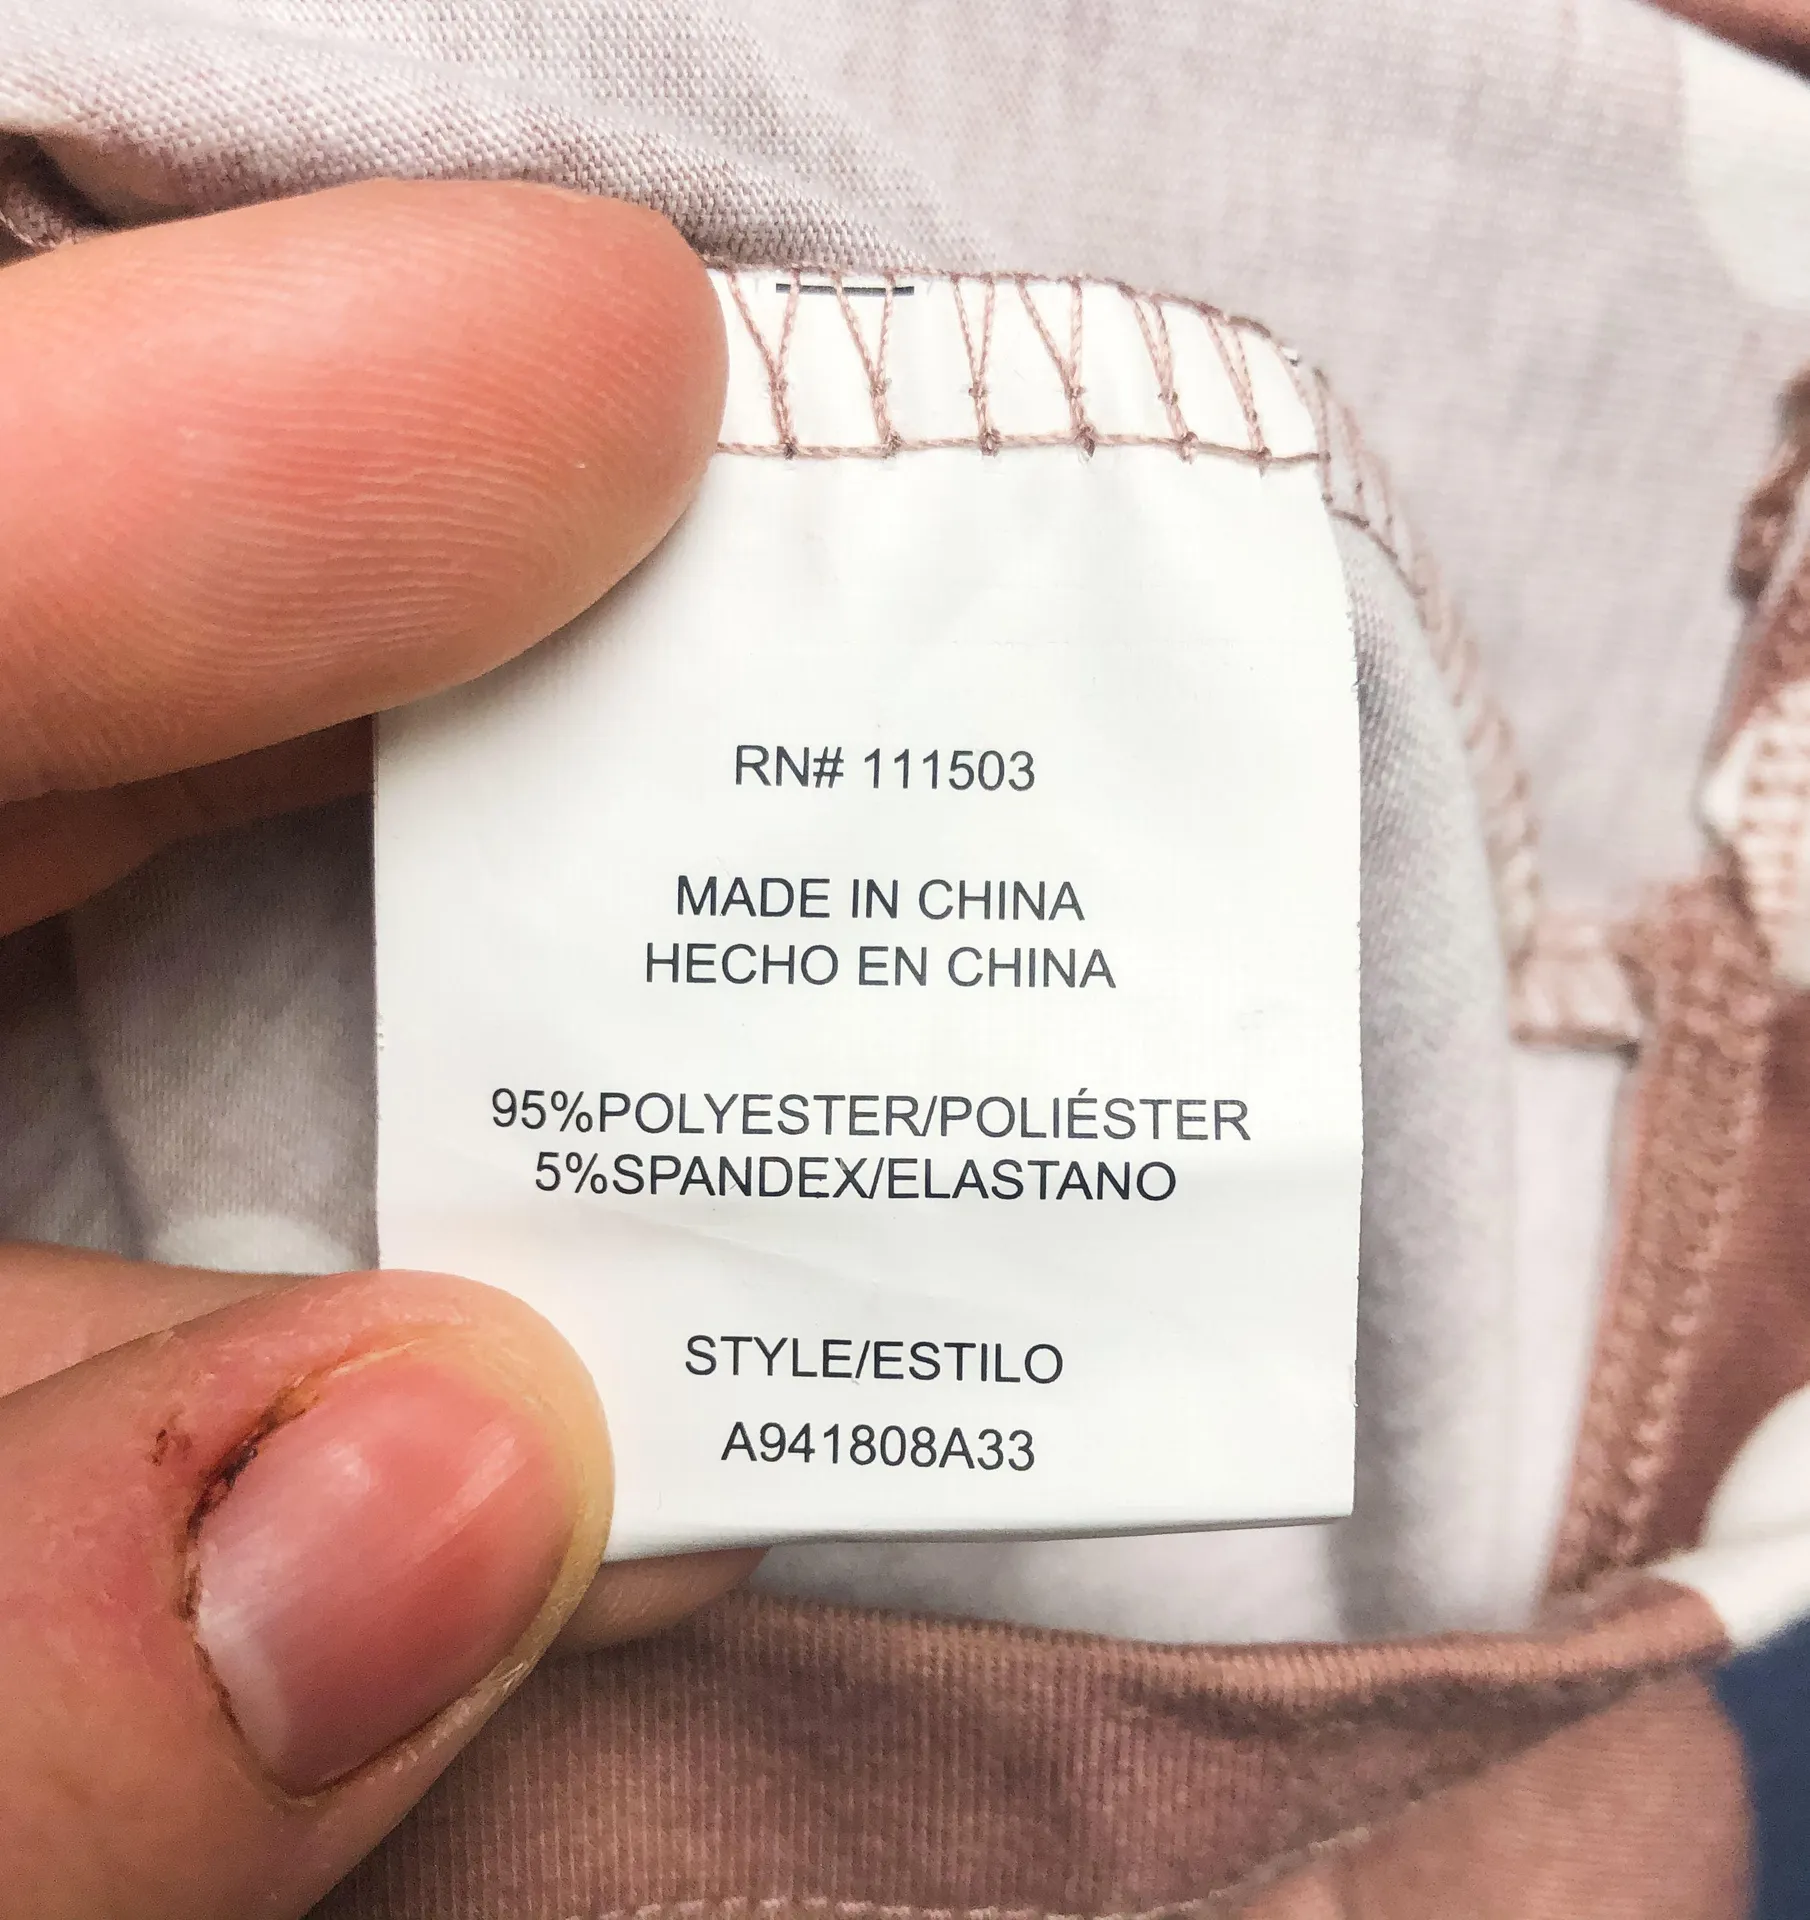 RN# 111503
MADE IN CHINA
HECHO EN CHINA
95%POLYESTER/POLIÉSTER
5%SPANDEX/ELASTANO
STYLE/ESTILO
A941808A33